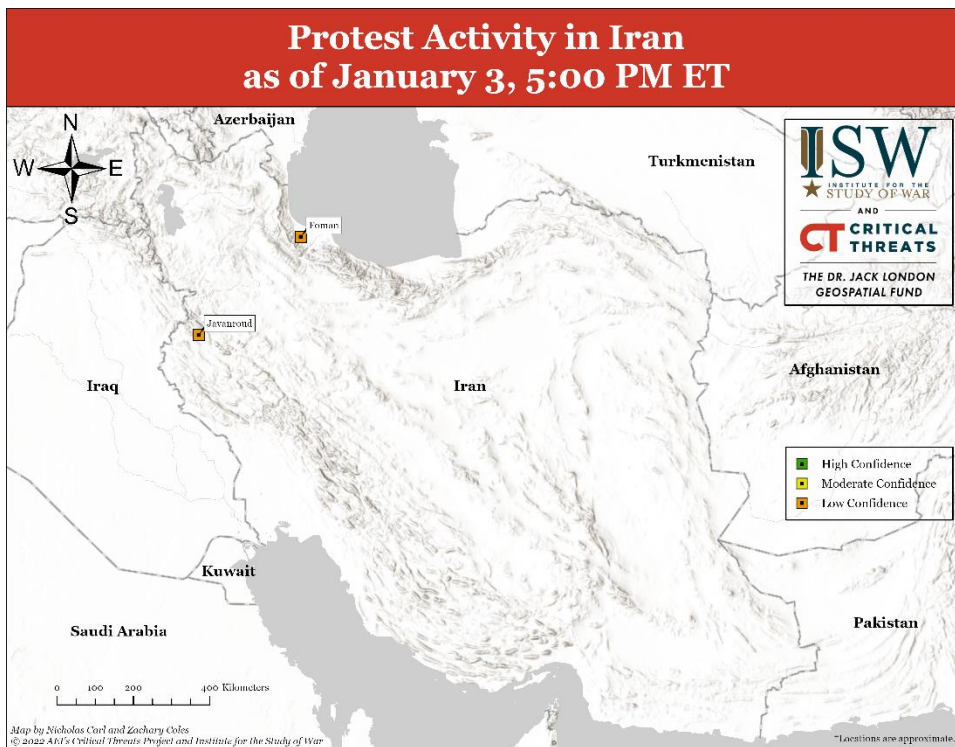 Protest Activity in Iran
as of January 3, 5:00 PM ET
N
W E
S
Azerbaijan
Turkmenistan
ISW
INSTITUTE FOR THE
STUDY OF WAR
AND
CT CRITICAL
THREATS
THE DR. JACK LONDON
GEOSPATIAL FUND
Foman
Javanroud
Iraq
Iran
Afghanistan
High Confidence
Moderate Confidence
Low Confidence
Kuwait
Saudi Arabia
Pakistan
0 100 200 400 Kilometers
Map by Nicholas Carl and Zachary Coles
© 2022 AEI's Critical Threats Project and Institute for the Study of War
*Locations are approximate.